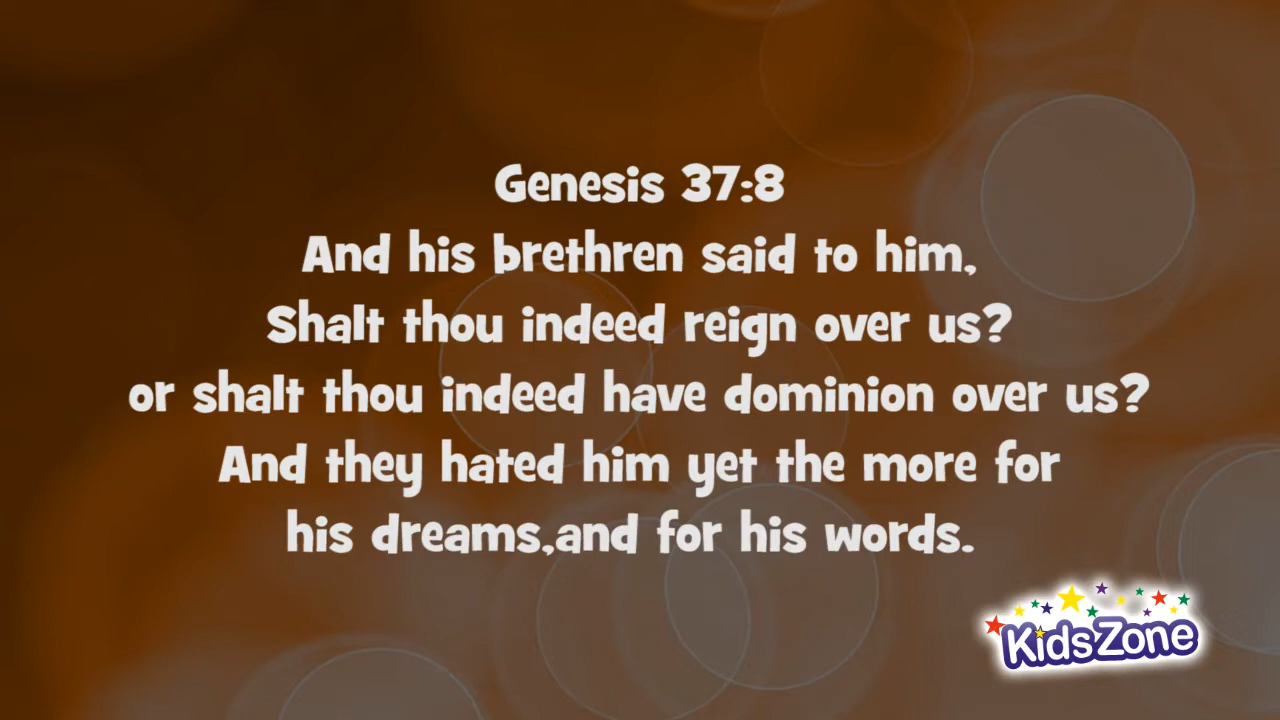 Genesis 37:8
And his brethren said to him,
Shalt thou indeed reign over us?
or shalt thou indeed have dominion over us?
And they hated him yet the more for
his dreams,and for his words.
KidsZone